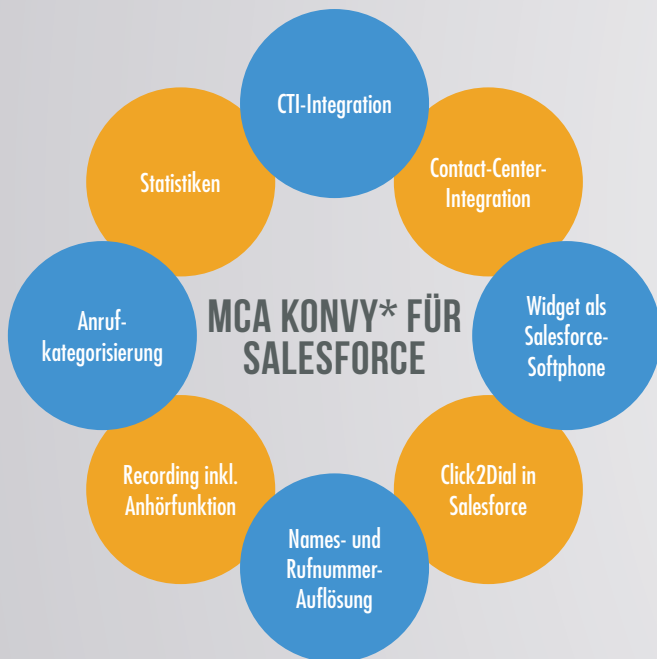 CTI-Integration
Contact-Center-
Integration
Widget als
Salesforce-
Softphone
Click2Dial in
Salesforce
Names- und
Rufnummer-
Auflösung
Recording inkl.
Anhörfunktion
Anruf-
kategorisierung
Statistiken
MCA KONVY* FÜR
SALESFORCE